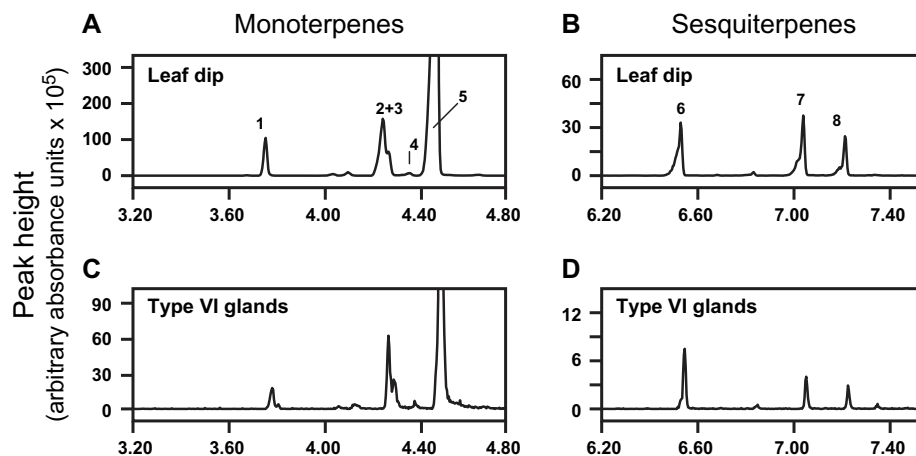 A Monoterpenes B Sesquiterpenes
Peak height
(arbitrary absorbance units x 10⁵)
Leaf dip
300
200
100
0
1
2+3
4
5
3.20 3.60 4.00 4.40 4.80
Leaf dip
60
30
0
6
7
8
6.20 6.60 7.00 7.40
C D
Type VI glands
90
60
30
0
3.20 3.60 4.00 4.40 4.80
Type VI glands
12
6
0
6.20 6.60 7.00 7.40